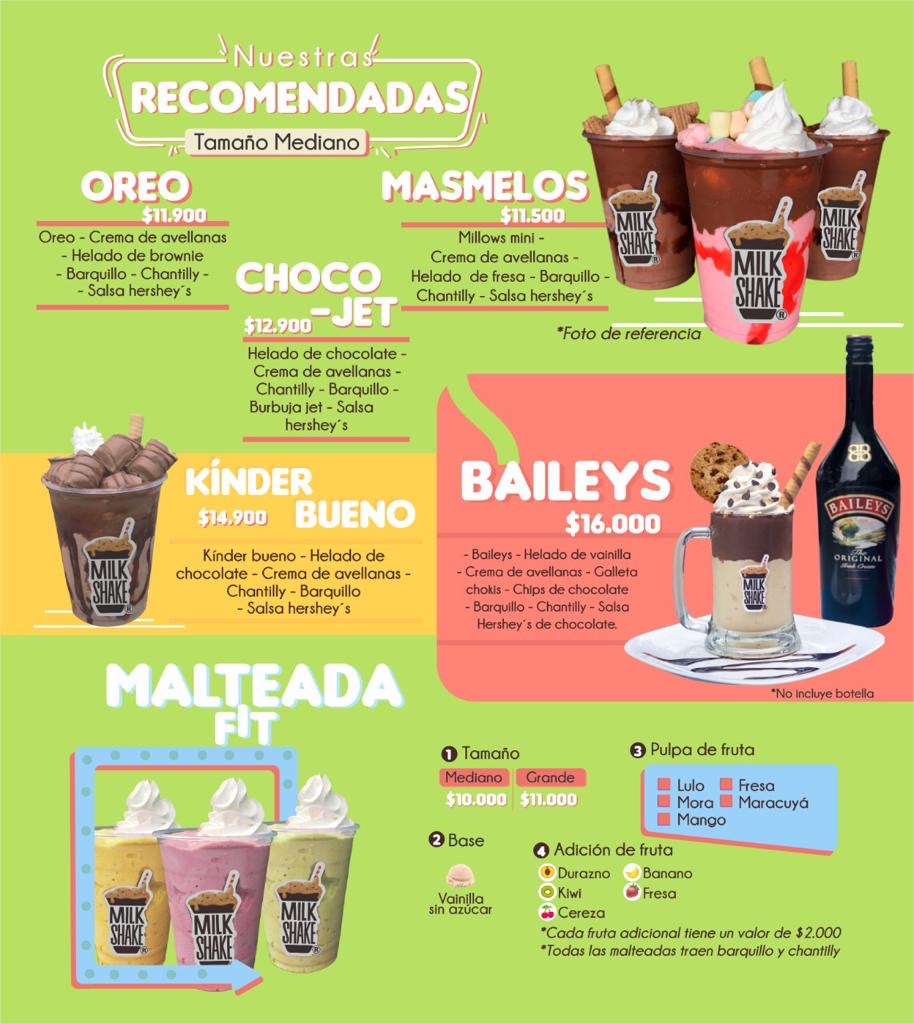 Nuestras
RECOMENDADAS
Tamaño Mediano
OREO
$11.900
Oreo - Crema de avellanas
- Helado de brownie
- Barquillo - Chantilly -
- Salsa hershey´s
MASMELOS
$11.500
Millows mini -
Crema de avellanas -
Helado de fresa - Barquillo -
Chantilly - Salsa hershey´s
CHOCO
$12.900 -JET
Helado de chocolate -
Crema de avellanas -
Chantilly - Barquillo -
Burbuja jet - Salsa
hershey´s
MILK
SHAKE
®
MILK
SHAKE
®
MILK
SHAKE
®
*Foto de referencia
KÍNDER
$14.900 BUENO
Kínder bueno - Helado de
chocolate - Crema de avellanas -
Chantilly - Barquillo
- Salsa hershey´s
MILK
SHAKE
®
BAILEYS
$16.000
- Baileys - Helado de vainilla
- Crema de avellanas - Galleta
chokis - Chips de chocolate
- Barquillo - Chantilly - Salsa
Hershey´s de chocolate.
MILK
SHAKE
BAILEYS
The
ORIGINAL
Irish Cream
*No incluye botella
MALTEADA
FIT
MILK
SHAKE
®
MILK
SHAKE
®
MILK
SHAKE
®
1 Tamaño
Mediano Grande
$10.000 $11.000
2 Base
Vainilla
sin azúcar
3 Pulpa de fruta
Lulo Fresa
Mora Maracuyá
Mango
4 Adición de fruta
Durazno Banano
Kiwi Fresa
Cereza
*Cada fruta adicional tiene un valor de $2.000
*Todas las malteadas traen barquillo y chantilly